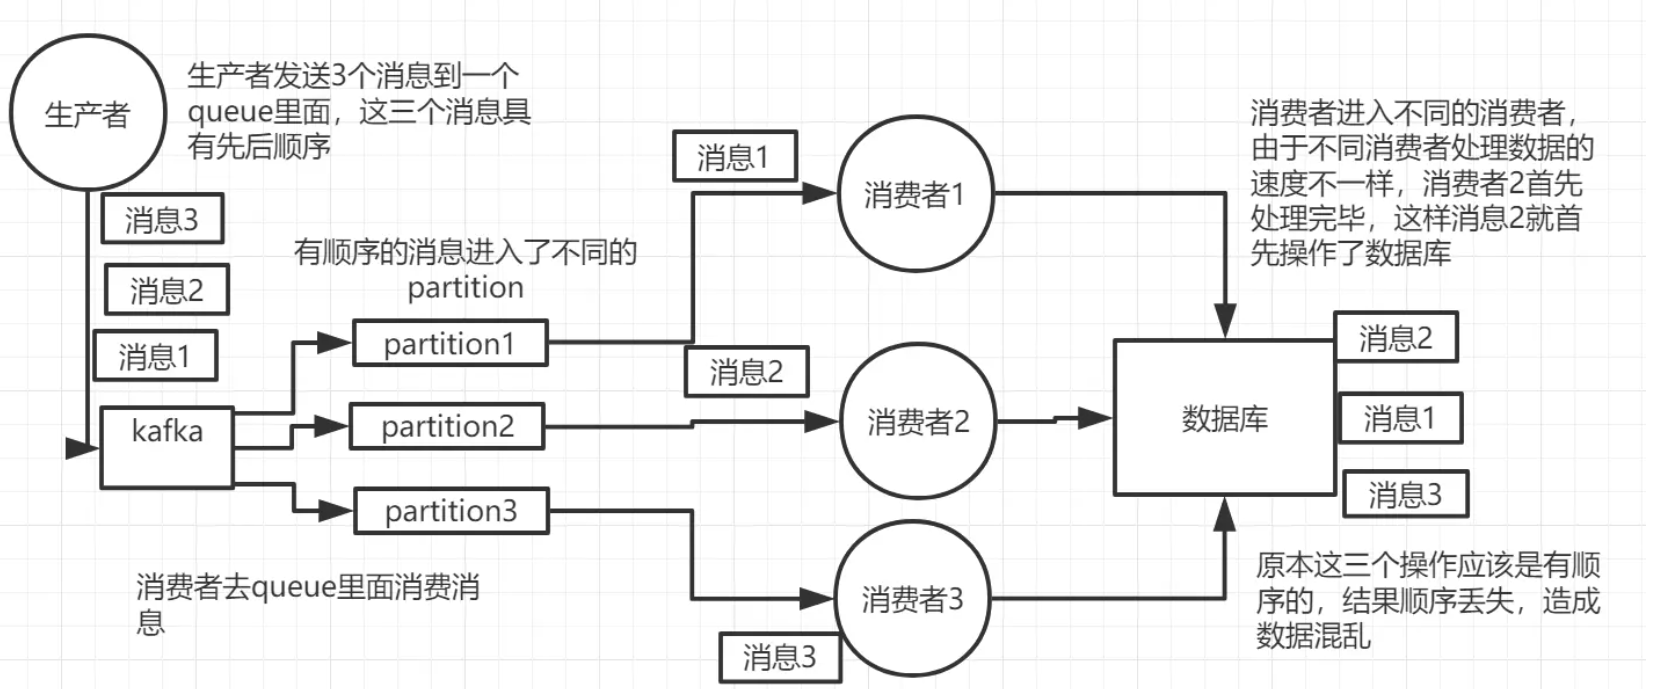 生产者
生产者发送3个消息到一个
queue里面，这三个消息具
有先后顺序
消息3
消息2
消息1
kafka
有顺序的消息进入了不同的
partition
partition1
partition2
partition3
消费者去queue里面消费消
息
消息1
消费者1
消息2
消费者2
消费者3
消息3
消费者进入不同的消费者，
由于不同消费者处理数据的
速度不一样，消费者2首先
处理完毕，这样消息2就首
先操作了数据库
数据库
消息2
消息1
消息3
原本这三个操作应该是有顺
序的，结果顺序丢失，造成
数据混乱